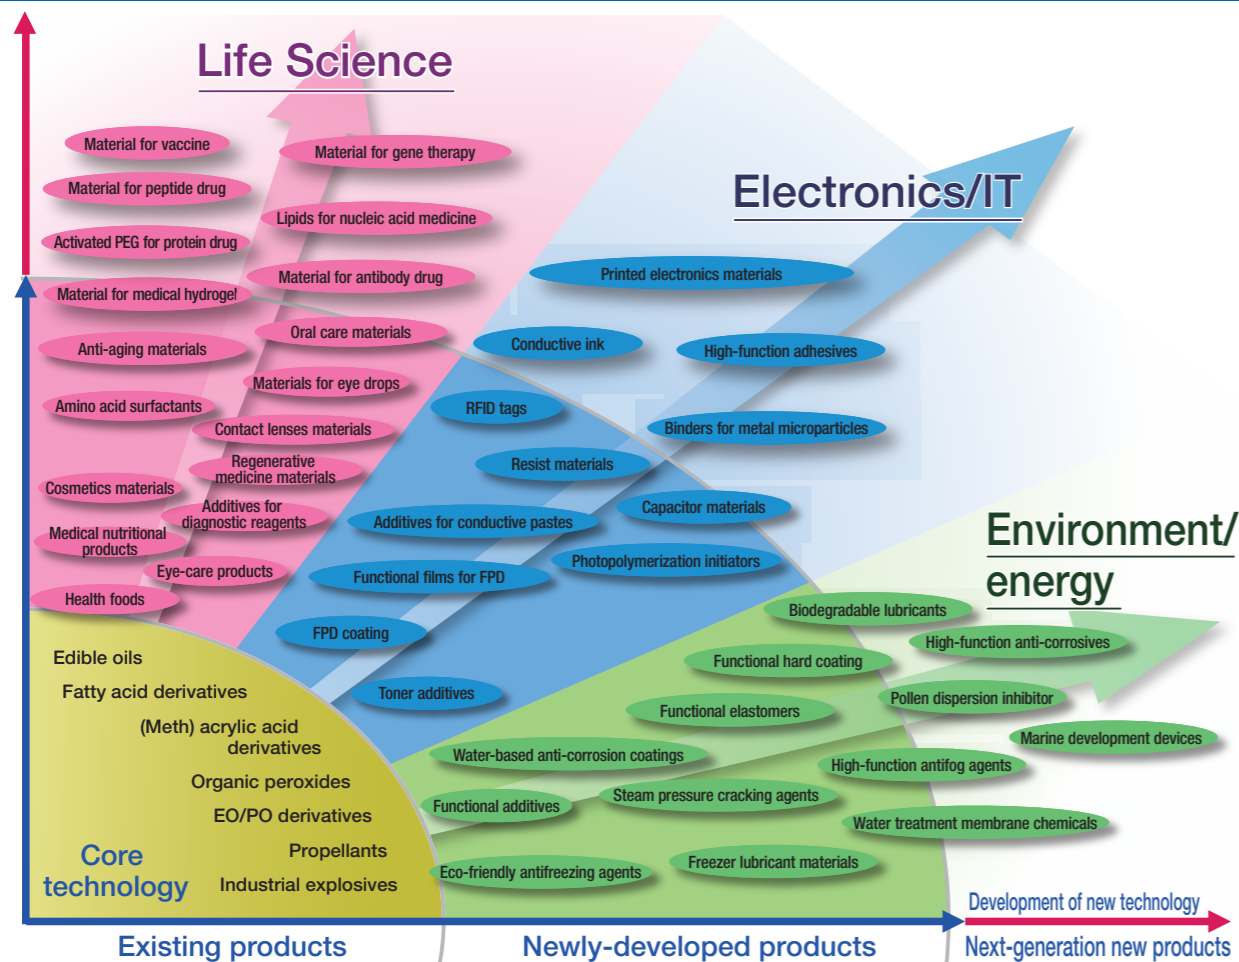 Life Science
Material for vaccine
Material for gene therapy
Material for peptide drug
Lipids for nucleic acid medicine
Activated PEG for protein drug
Material for antibody drug
Material for medical hydrogel
Oral care materials
Anti-aging materials
Materials for eye drops
Amino acid surfactants
Contact lenses materials
Regenerative
medicine materials
Cosmetics materials
Additives for
diagnostic reagents
Medical nutritional
products
Eye-care products
Health foods
Electronics/IT
Printed electronics materials
Conductive ink
High-function adhesives
RFID tags
Binders for metal microparticles
Resist materials
Capacitor materials
Additives for conductive pastes
Photopolymerization initiators
Functional films for FPD
FPD coating
Toner additives
Environment/
energy
Biodegradable lubricants
High-function anti-corrosives
Functional hard coating
Pollen dispersion inhibitor
Functional elastomers
Marine development devices
Water-based anti-corrosion coatings
High-function antifog agents
Functional additives
Steam pressure cracking agents
Water treatment membrane chemicals
Eco-friendly antifreezing agents
Freezer lubricant materials
Edible oils
Fatty acid derivatives
(Meth) acrylic acid
derivatives
Organic peroxides
EO/PO derivatives
Propellants
Industrial explosives
Core
technology
Existing products
Newly-developed products
Development of new technology
Next-generation new products